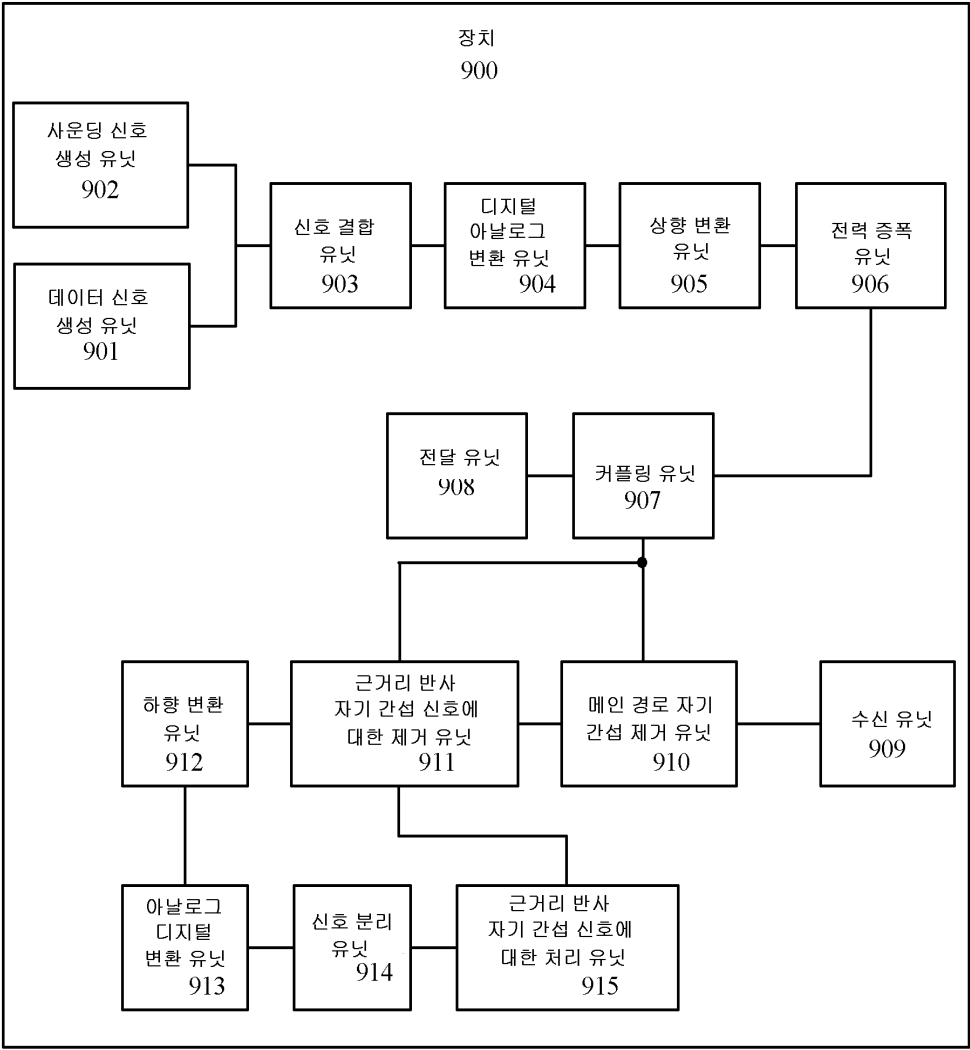 장치
900
사운딩 신호
생성 유닛
902
데이터 신호
생성 유닛
901
신호 결합
유닛
903
디지털
아날로그
변환 유닛
904
상향 변환
유닛
905
전력 증폭
유닛
906
전달 유닛
908
커플링 유닛
907
하향 변환
유닛
912
근거리 반사
자기 간섭 신호에
대한 제거 유닛
911
메인 경로 자기
간섭 제거 유닛
910
수신 유닛
909
아날로그
디지털
변환 유닛
913
신호 분리
유닛
914
근거리 반사
자기 간섭 신호에
대한 처리 유닛
915